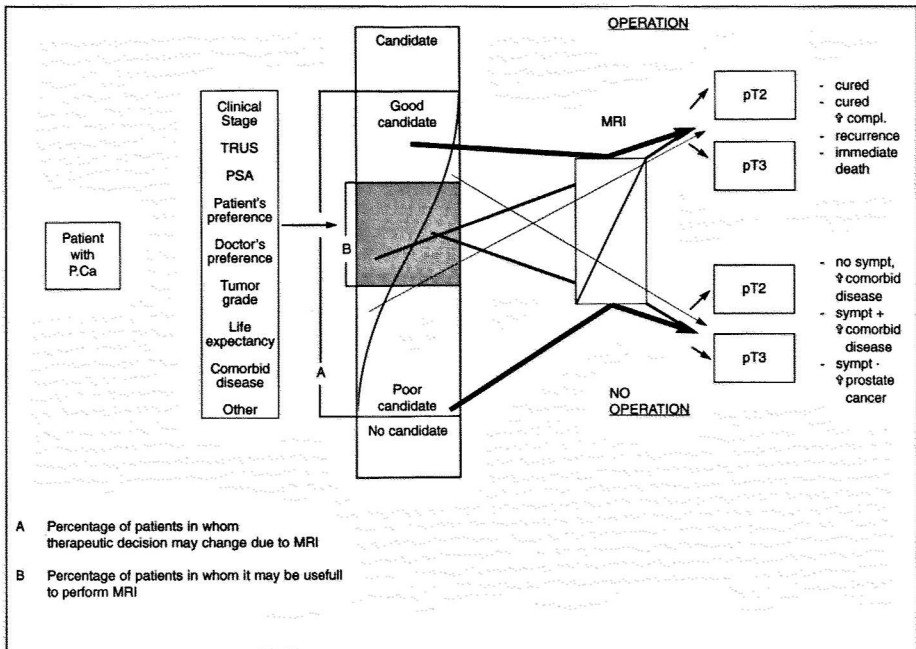 Patient
with
P.Ca
Clinical
Stage
TRUS
PSA
Patient's
preference
Doctor's
preference
Tumor
grade
Life
expectancy
Comorbid
disease
Other
A
B
Candidate
Good
candidate
Poor
candidate
No candidate
MRI
OPERATION
pT2
pT3
- cured
- cured
✞ compl.
- recurrence
- immediate
death
NO
OPERATION
pT2
pT3
- no sympt,
✞comorbid
disease
- sympt +
✞comorbid
disease
- sympt -
✞prostate
cancer
A Percentage of patients in whom
therapeutic decision may change due to MRI
B Percentage of patients in whom it may be usefull
to perform MRI